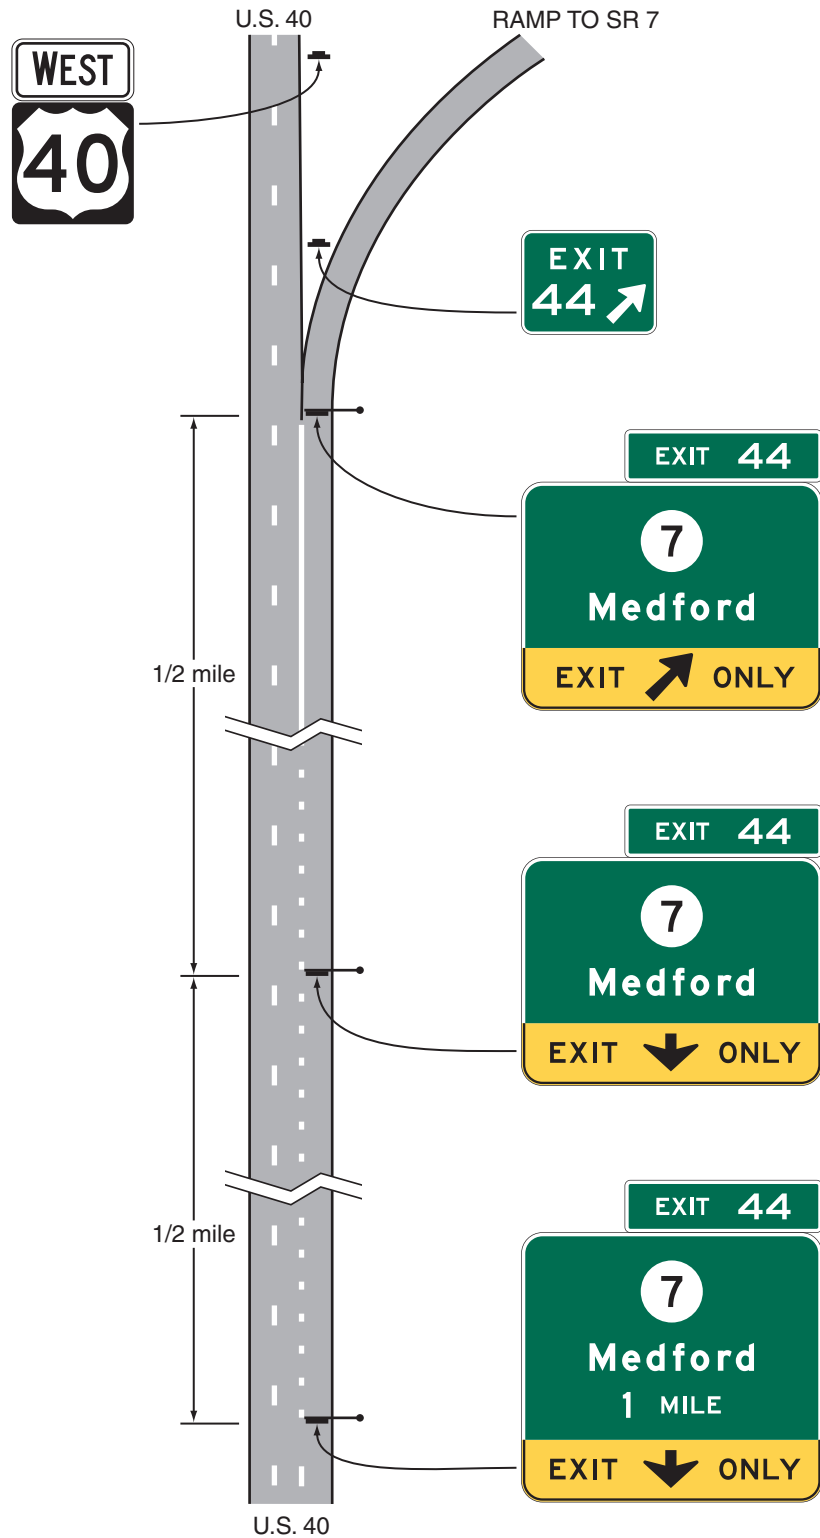 U.S. 40
RAMP TO SR 7
WEST
40
EXIT
44
EXIT 44
7
Medford
EXIT ONLY
1/2 mile
EXIT 44
7
Medford
EXIT ONLY
1/2 mile
EXIT 44
7
Medford
1 MILE
EXIT ONLY
U.S. 40